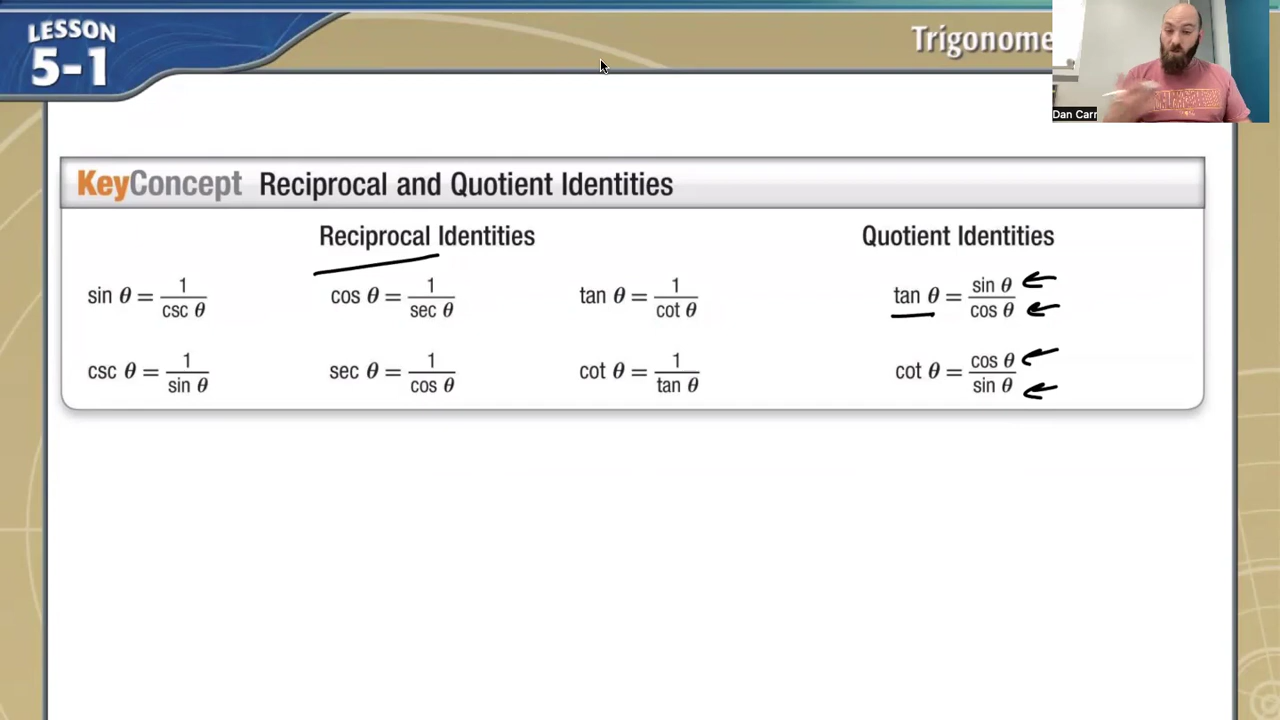 LESSON
5-1
Trigonome
Dan Carr
KeyConcept Reciprocal and Quotient Identities
Reciprocal Identities
Quotient Identities
sin θ = 1/csc θ
cos θ = 1/sec θ
tan θ = 1/cot θ
tan θ = sin θ/cos θ
csc θ = 1/sin θ
sec θ = 1/cos θ
cot θ = 1/tan θ
cot θ = cos θ/sin θ